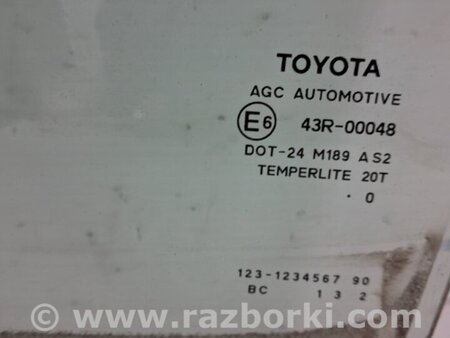 TOYOTA
AGC AUTOMOTIVE
E6 43R-00048
DOT-24 M189 AS2
TEMPERLITE 20T
. 0
123-1234567 90
BC 1 3 2
www.razborki.com